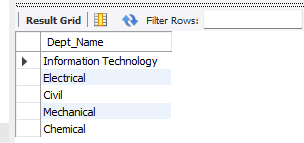 Result Grid Filter Rows:
Dept_Name
Information Technology
Electrical
Civil
Mechanical
Chemical